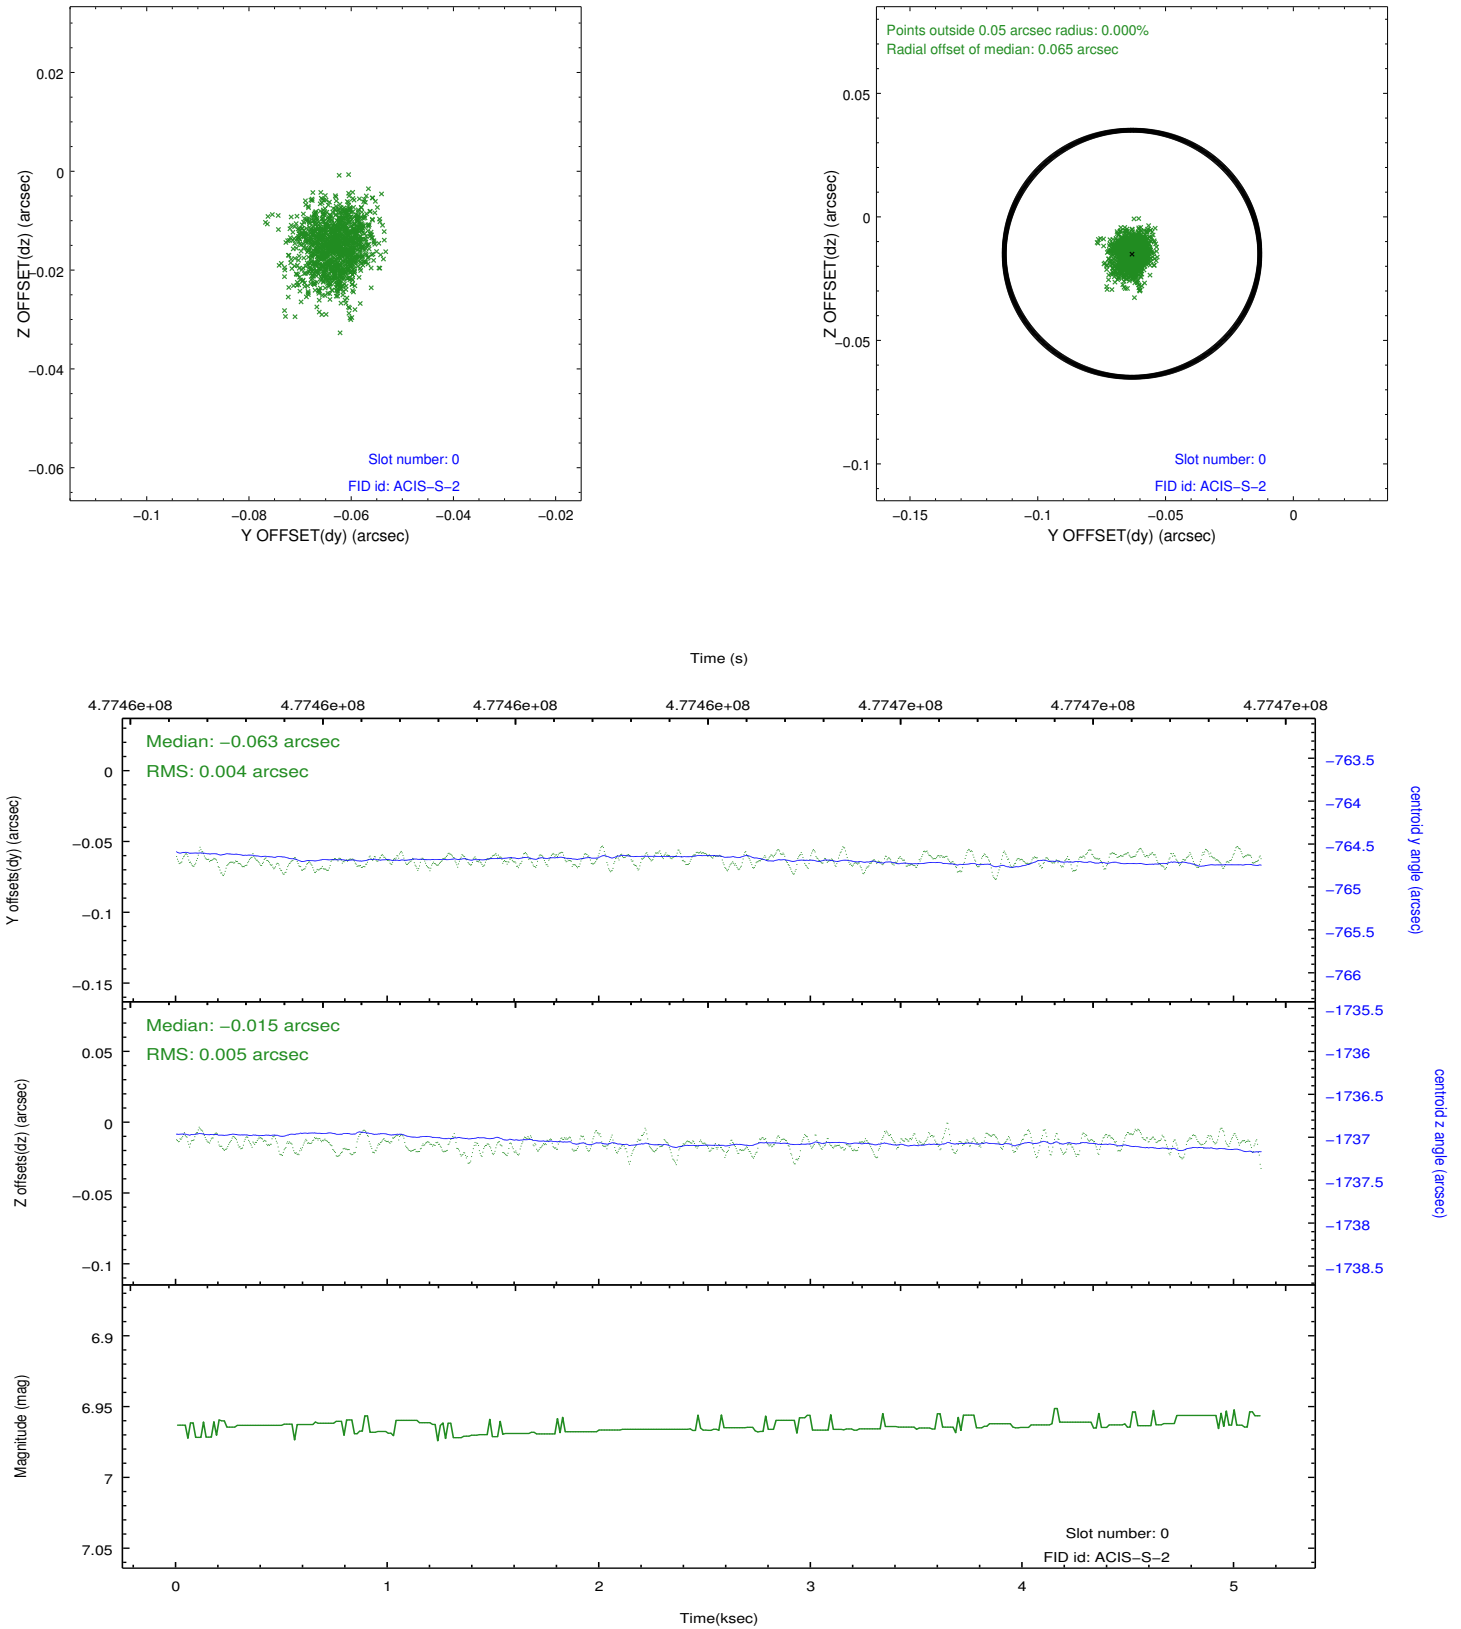 0.02
0
−0.02
−0.04
−0.06
Z OFFSET(dz) (arcsec)
Slot number: 0
FID id: ACIS−S−2
−0.1
−0.08
−0.06
−0.04
−0.02
Y OFFSET(dy) (arcsec)
Points outside 0.05 arcsec radius: 0.000%
Radial offset of median: 0.065 arcsec
0.05
0
−0.05
−0.1
Z OFFSET(dz) (arcsec)
Slot number: 0
FID id: ACIS−S−2
−0.15
−0.1
−0.05
0
Y OFFSET(dy) (arcsec)
Time (s)
4.7746e+08
4.7746e+08
4.7746e+08
4.7746e+08
4.7747e+08
4.7747e+08
4.7747e+08
Median: −0.063 arcsec
RMS: 0.004 arcsec
0
−0.05
−0.1
−0.15
Y offsets(dy) (arcsec)
−763.5
−764
−764.5
−765
−765.5
−766
centroid y angle (arcsec)
Median: −0.015 arcsec
RMS: 0.005 arcsec
0.05
0
−0.05
−0.1
Z offsets(dz) (arcsec)
−1735.5
−1736
−1736.5
−1737
−1737.5
−1738
−1738.5
centroid z angle (arcsec)
6.9
6.95
7
7.05
Magnitude (mag)
Slot number: 0
FID id: ACIS−S−2
0
1
2
3
4
5
Time(ksec)